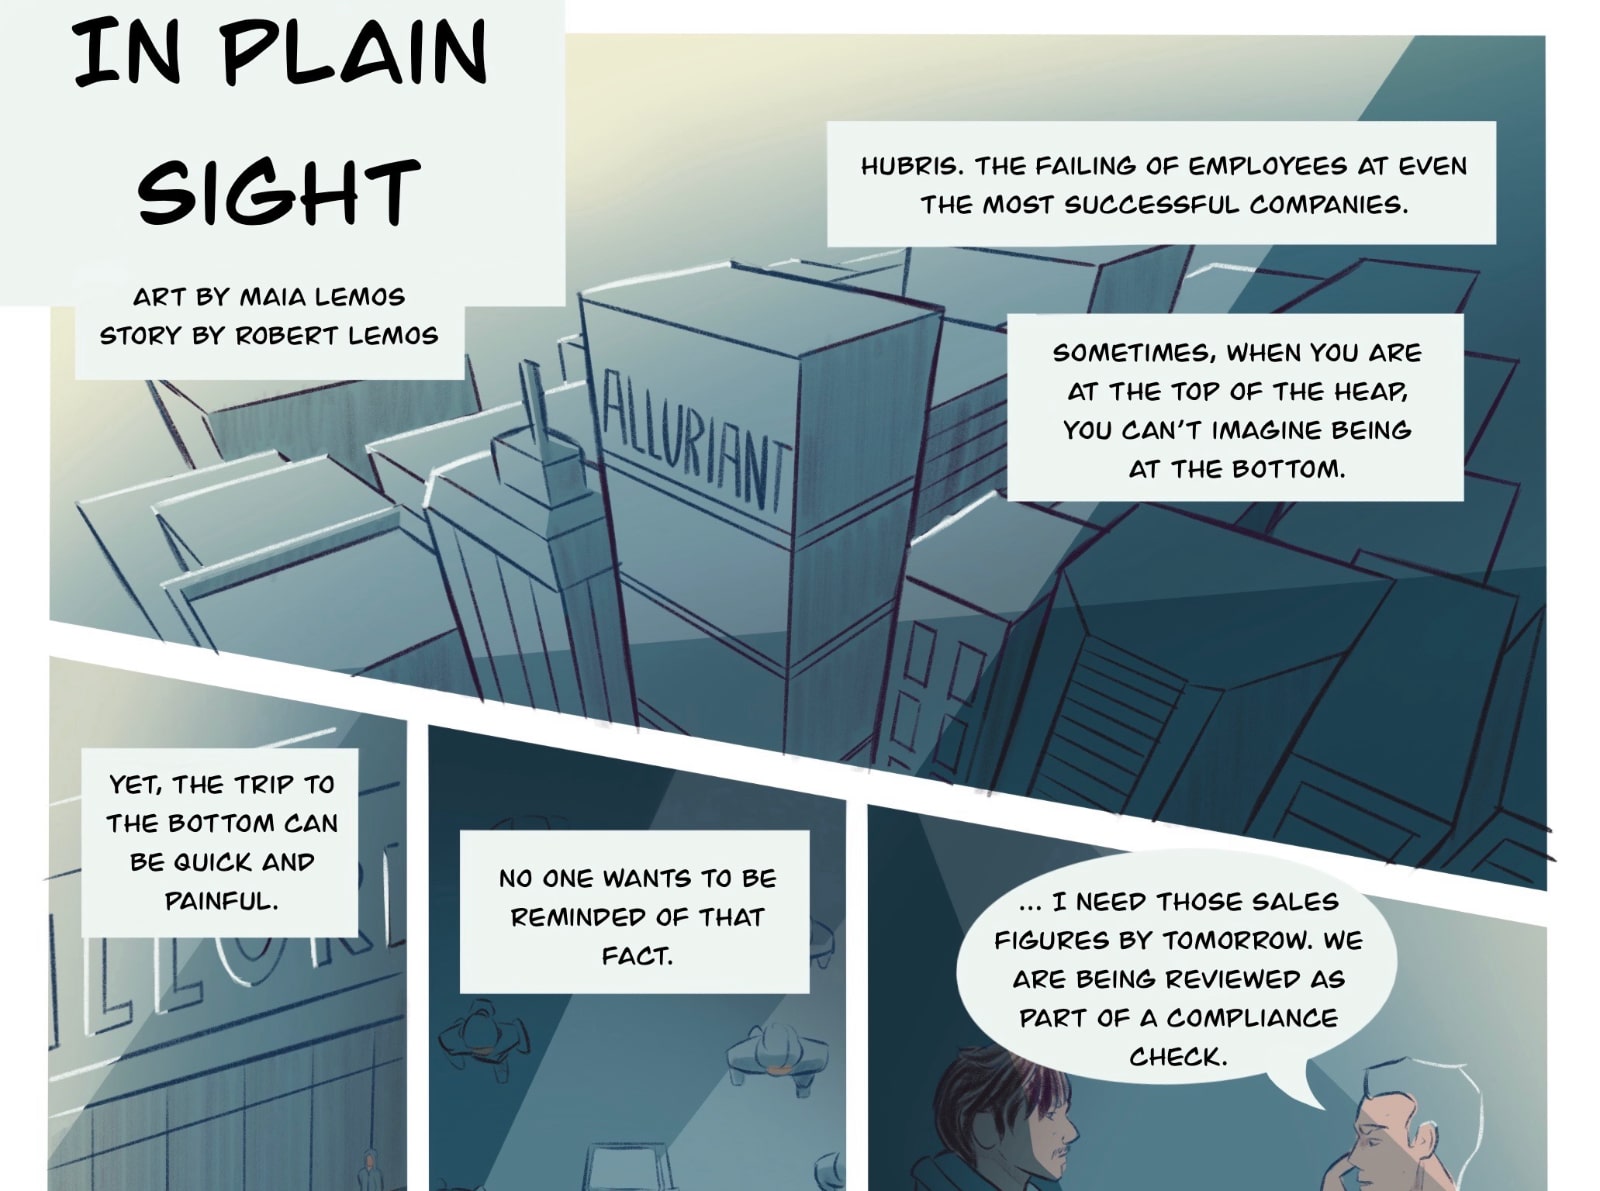 IN PLAIN
SIGHT
ART BY MAIA LEMOS
STORY BY ROBERT LEMOS
HUBRIS. THE FAILING OF EMPLOYEES AT EVEN
THE MOST SUCCESSFUL COMPANIES.
SOMETIMES, WHEN YOU ARE
AT THE TOP OF THE HEAP,
YOU CAN'T IMAGINE BEING
AT THE BOTTOM.
ALLURIANT
YET, THE TRIP TO
THE BOTTOM CAN
BE QUICK AND
PAINFUL.
NO ONE WANTS TO BE
REMINDED OF THAT
FACT.
... I NEED THOSE SALES
FIGURES BY TOMORROW. WE
ARE BEING REVIEWED AS
PART OF A COMPLIANCE
CHECK.